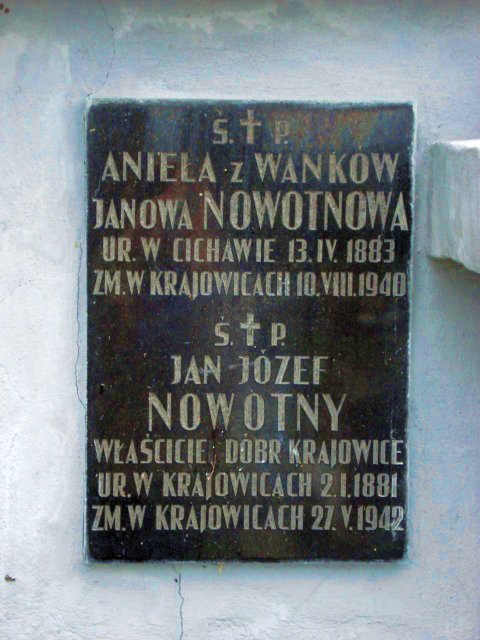 Ś✝P.
ANIELA z WANKÓW
JANOWA NOWOTNOWA
UR. W CICHAWIE 13.IV.1883
ZM. W KRAJOWICACH 10.VIII.1940
Ś✝P.
JAN JÓZEF
NOWOTNY
WŁAŚCICIEL DÓBR KRAJOWICE
UR. W KRAJOWICACH 2.I.1881
ZM. W KRAJOWICACH 27.V.1942